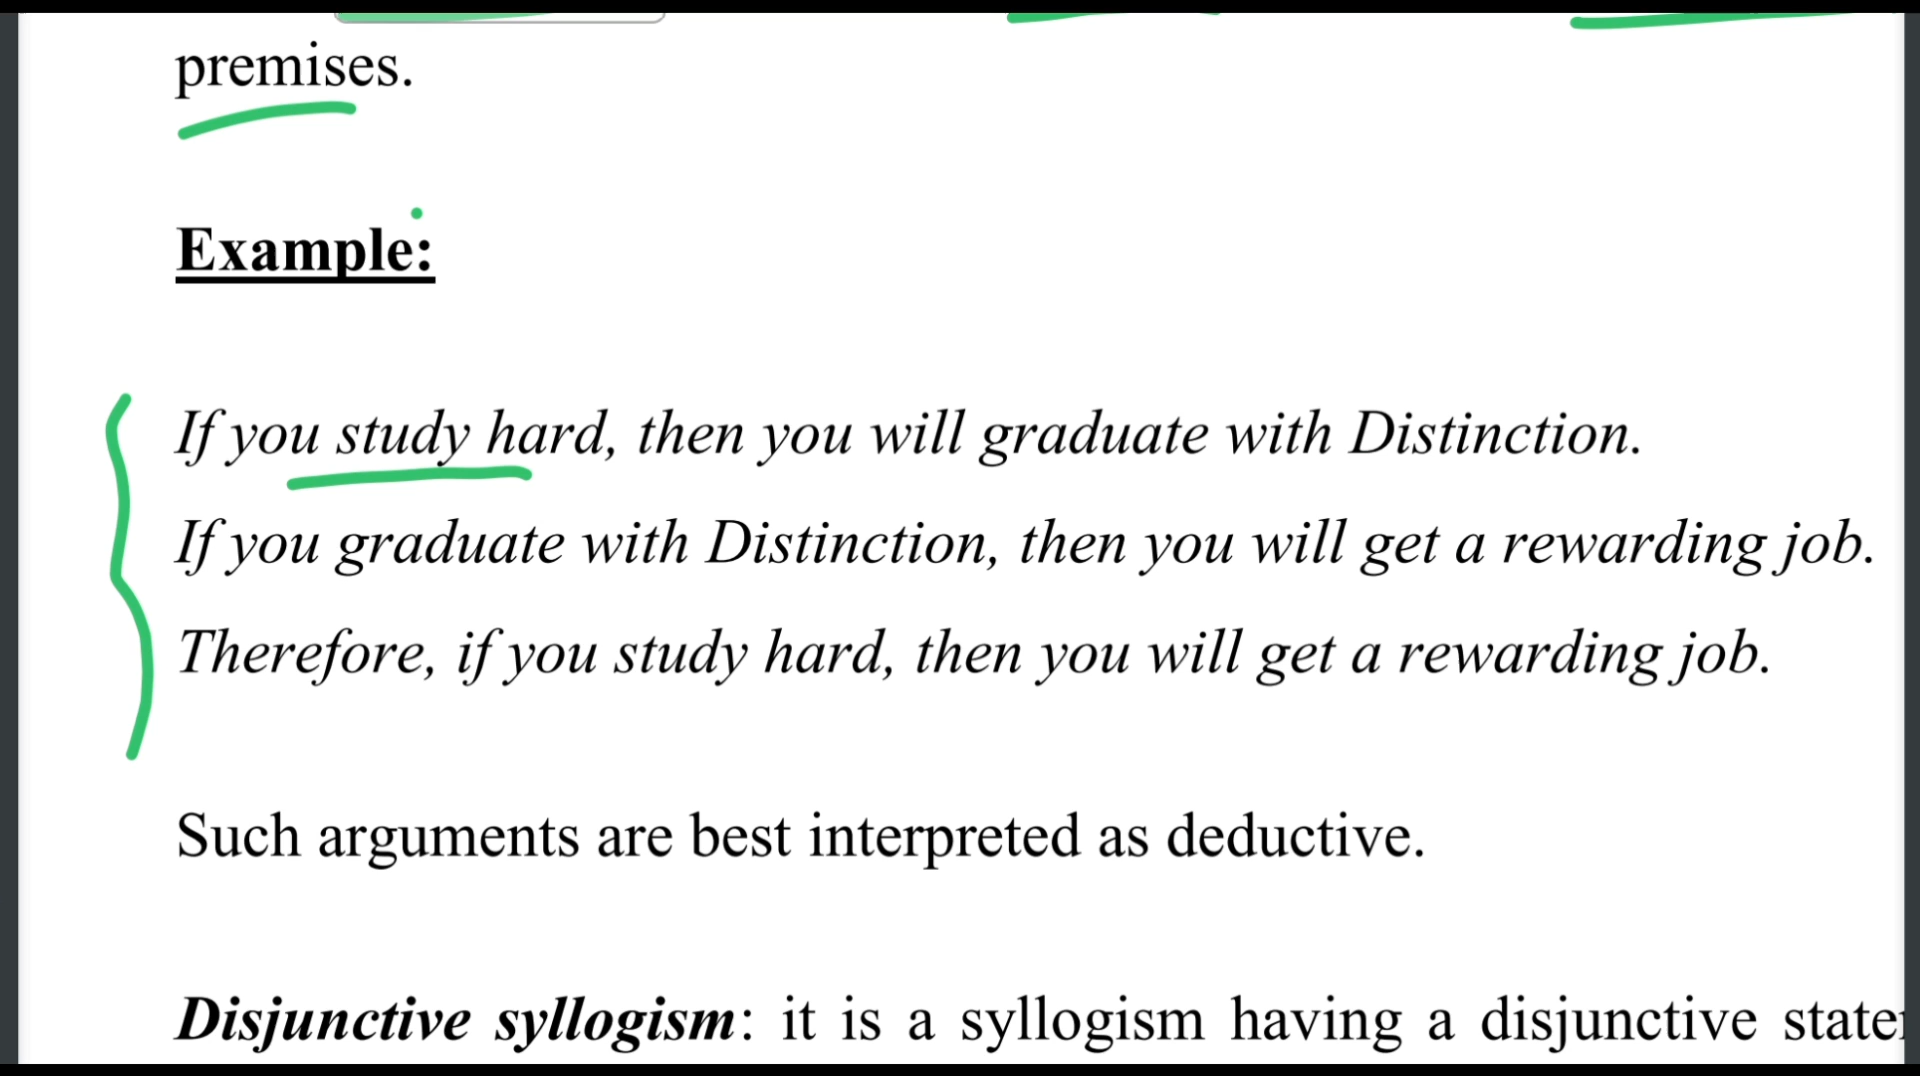 premises.
Example:
If you study hard, then you will graduate with Distinction.
If you graduate with Distinction, then you will get a rewarding job.
Therefore, if you study hard, then you will get a rewarding job.
Such arguments are best interpreted as deductive.
Disjunctive syllogism: it is a syllogism having a disjunctive